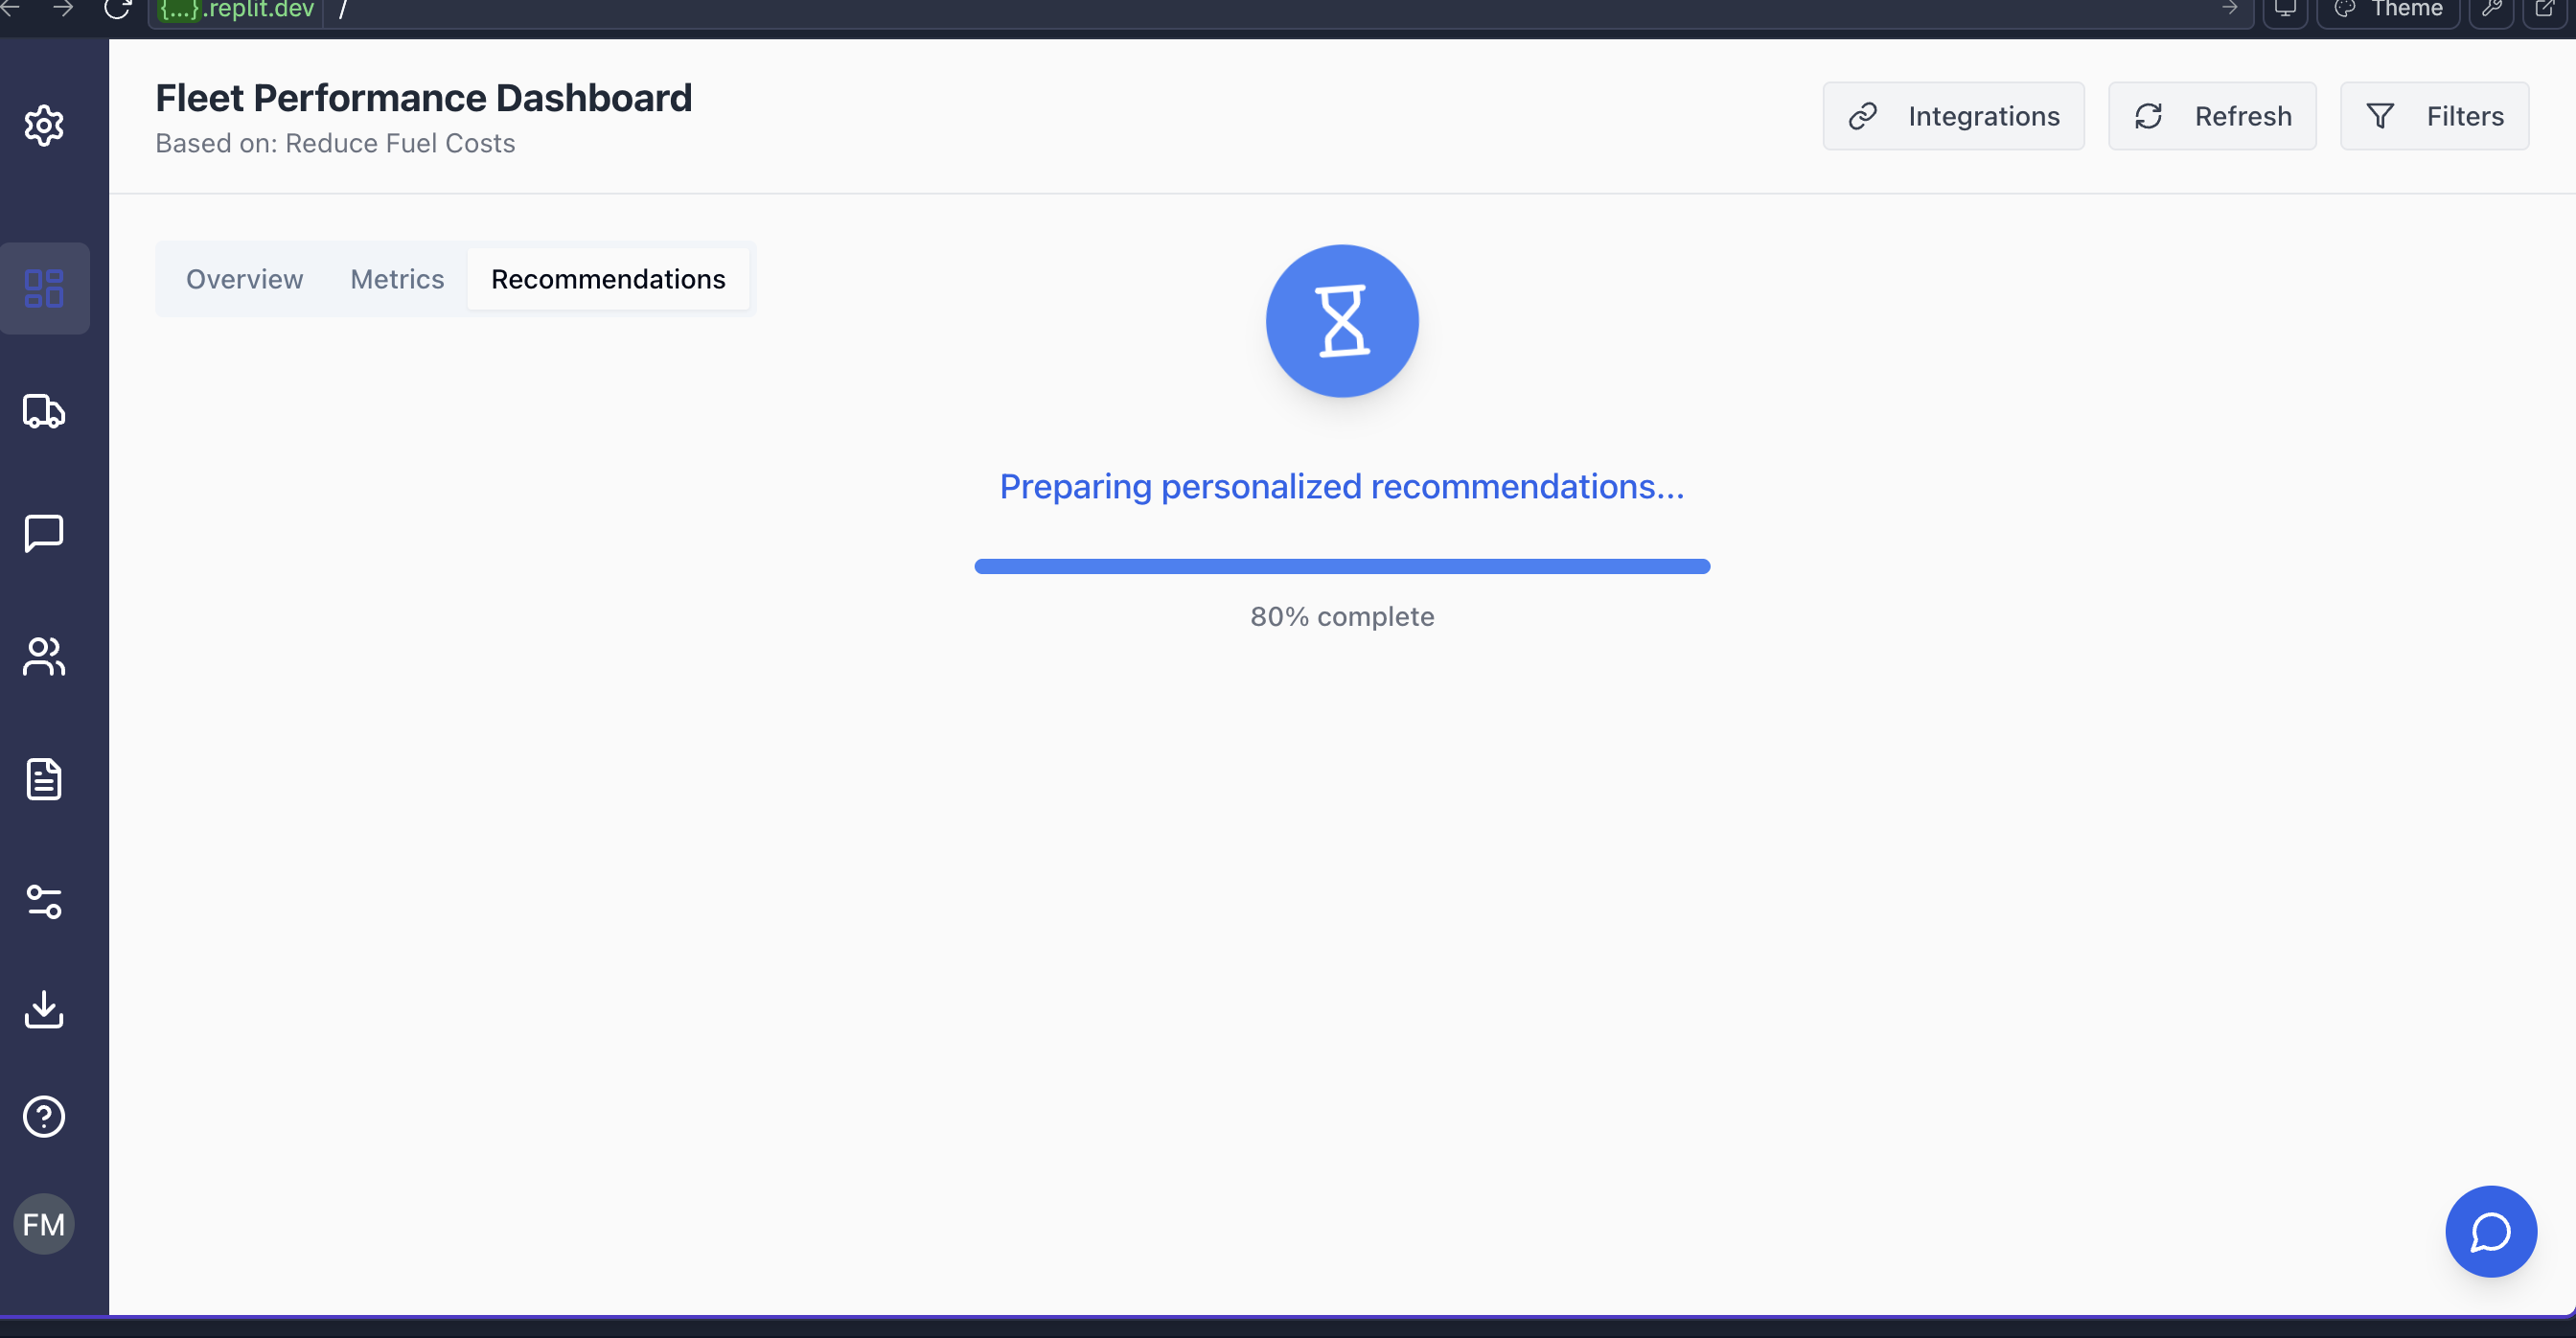 {...}.replit.dev /
Theme
Fleet Performance Dashboard
Based on: Reduce Fuel Costs
Integrations
Refresh
Filters
Overview
Metrics
Recommendations
Preparing personalized recommendations...
80% complete
FM